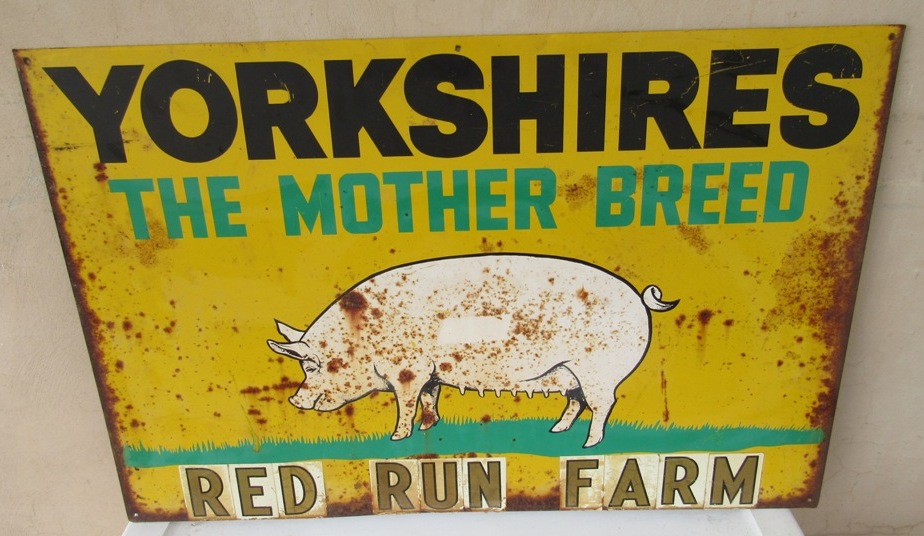 YORKSHIRES
THE MOTHER BREED
RED RUN FARM